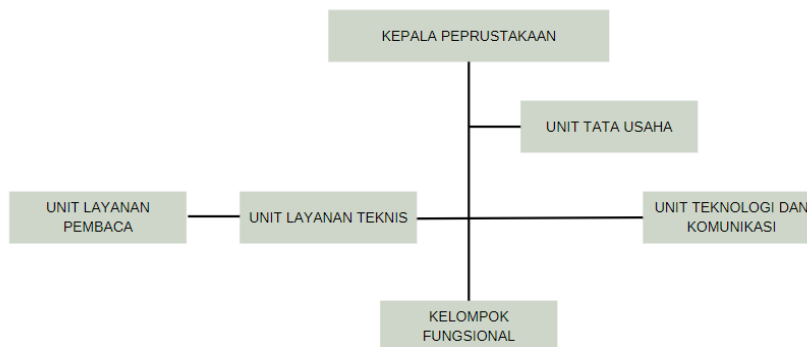 KEPALA PEPRUSTAKAAN
UNIT TATA USAHA
UNIT LAYANAN
PEMBACA
UNIT LAYANAN TEKNIS
UNIT TEKNOLOGI DAN
KOMUNIKASI
KELOMPOK
FUNGSIONAL